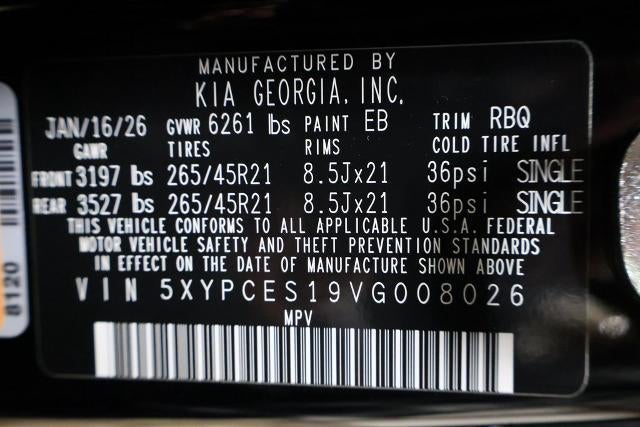 MANUFACTURED BY
KIA GEORGIA, INC.
JAN/16/26 GVWR 6261 lbs PAINT EB TRIM RBQ
GAWR TIRES RIMS COLD TIRE INFL
FRONT 3197 lbs 265/45R21 8.5Jx21 36psi SINGLE
REAR 3527 lbs 265/45R21 8.5Jx21 36psi SINGLE
THIS VEHICLE CONFORMS TO ALL APPLICABLE U.S.A. FEDERAL
MOTOR VEHICLE SAFETY AND THEFT PREVENTION STANDARDS
IN EFFECT ON THE DATE OF MANUFACTURE SHOWN ABOVE
VIN 5XYPCES19VG008026
MPV
8120